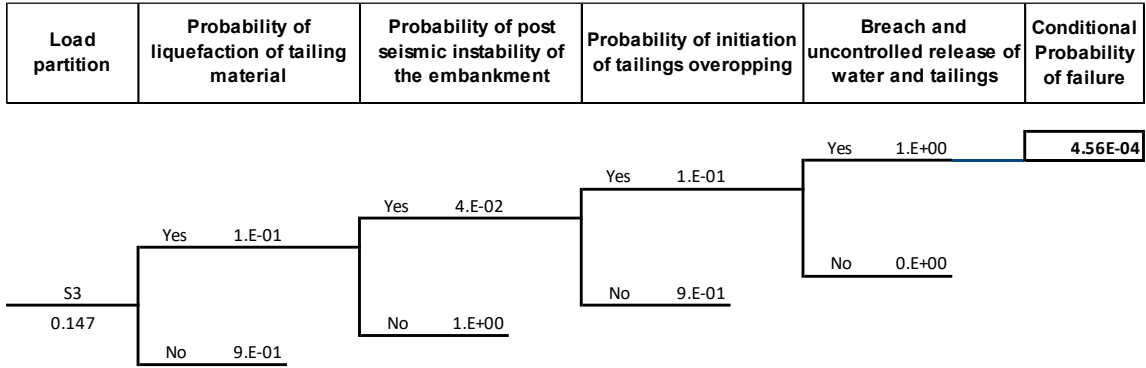 Load
partition
Probability of
liquefaction of tailing
material
Probability of post
seismic instability of
the embankment
Probability of initiation
of tailings overopping
Breach and
uncontrolled release of
water and tailings
Conditional
Probability
of failure
Yes 1.E+00
4.56E-04
Yes 1.E-01
Yes 4.E-02
Yes 1.E-01
No 0.E+00
S3
No 9.E-01
0.147
No 1.E+00
No 9.E-01